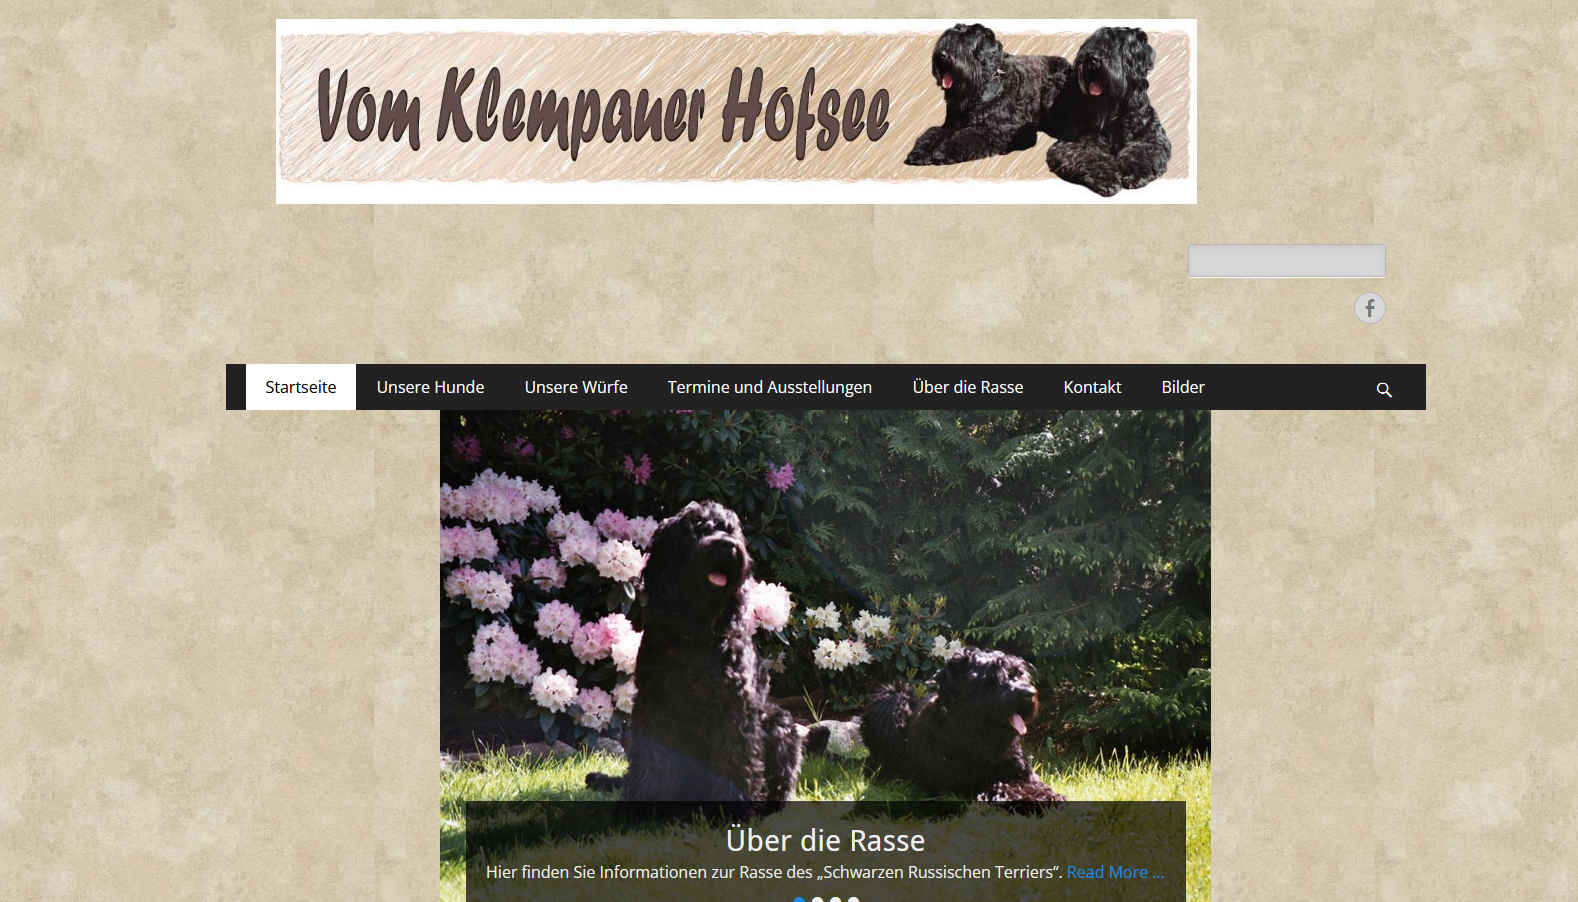 Vom Klempauer Hofsee
Startseite Unsere Hunde Unsere Würfe Termine und Ausstellungen Über die Rasse Kontakt Bilder
Über die Rasse
Hier finden Sie Informationen zur Rasse des „Schwarzen Russischen Terriers“. Read More ...